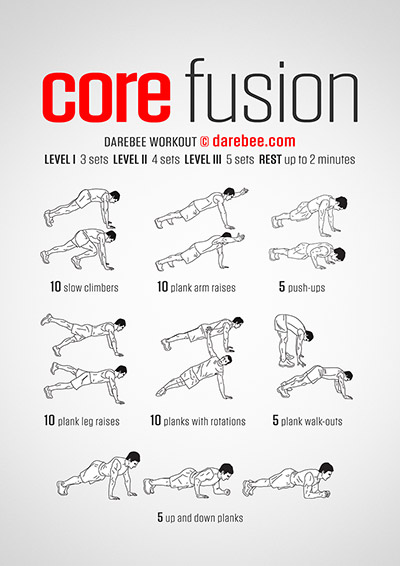 core fusion
DAREBEE WORKOUT © darebee.com
LEVEL I 3 sets LEVEL II 4 sets LEVEL III 5 sets REST up to 2 minutes
10 slow climbers
10 plank arm raises
5 push-ups
10 plank leg raises
10 planks with rotations
5 plank walk-outs
5 up and down planks